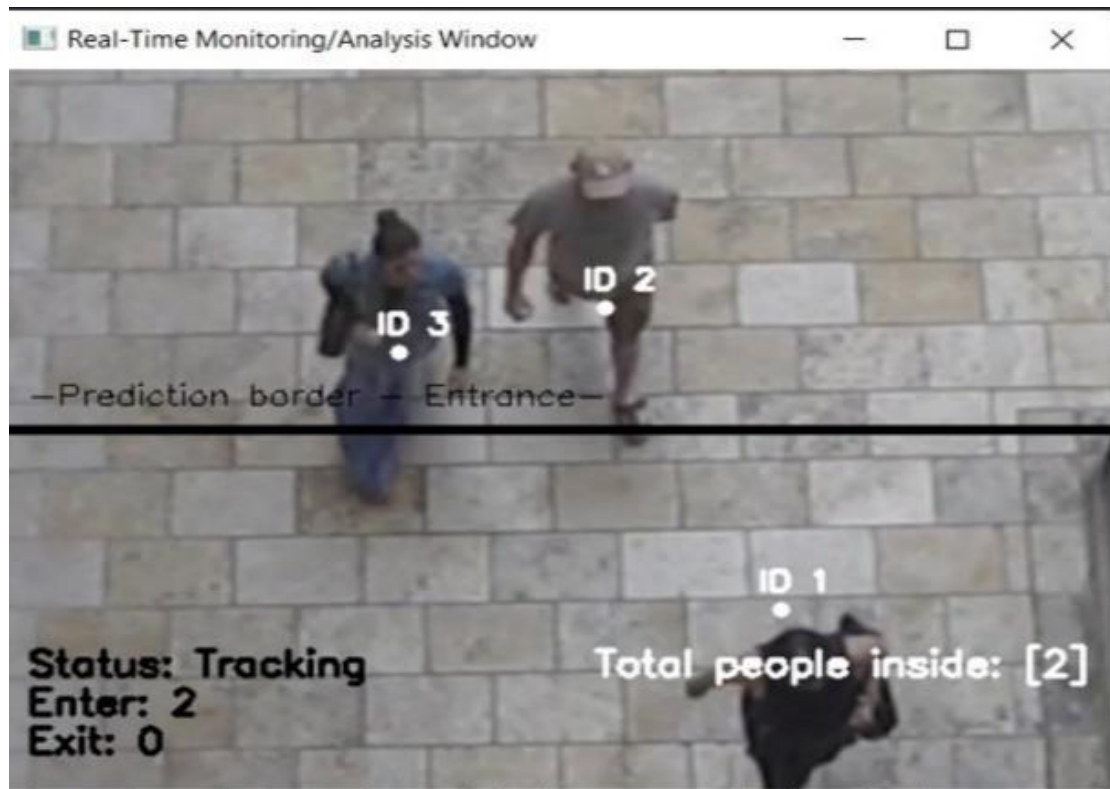 Real-Time Monitoring/Analysis Window
ID 2
ID 3
—Prediction border — Entrance—
ID 1
Status: Tracking
Total people inside: [2]
Enter: 2
Exit: 0